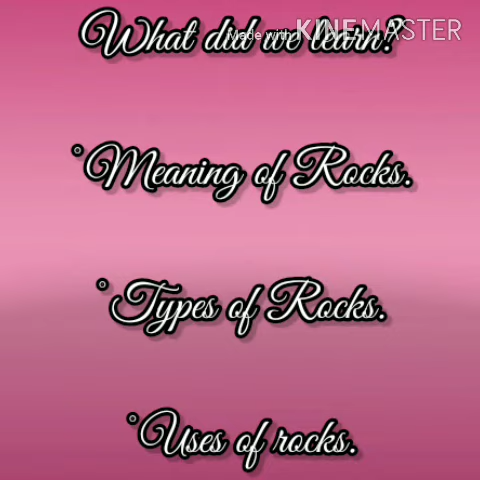 What did we learn?
Made with KINEMASTER
°Meaning of Rocks.
°Types of Rocks.
°Uses of rocks.